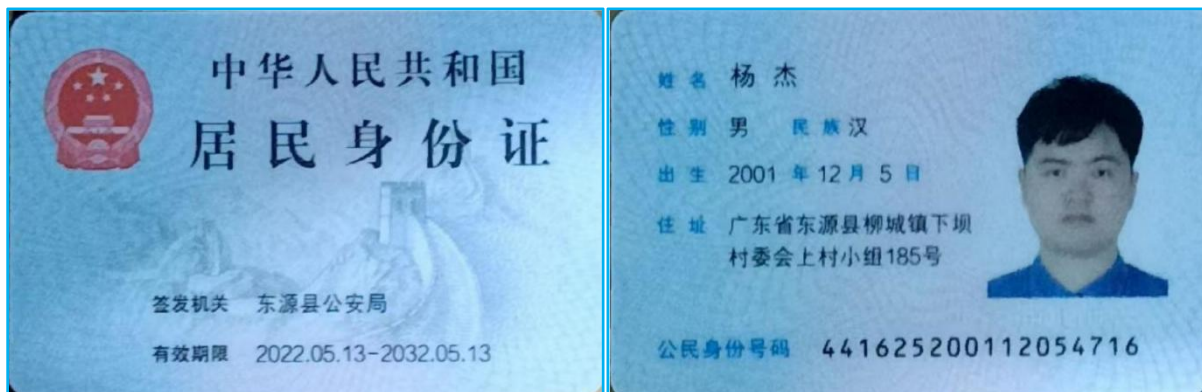 中华人民共和国
居民身份证
签发机关 东源县公安局
有效期限 2022.05.13-2032.05.13
姓名 杨杰
性别 男 民族 汉
出生 2001 年 12 月 5 日
住址 广东省东源县柳城镇下坝
村委会上村小组185号
公民身份号码 441625200112054716